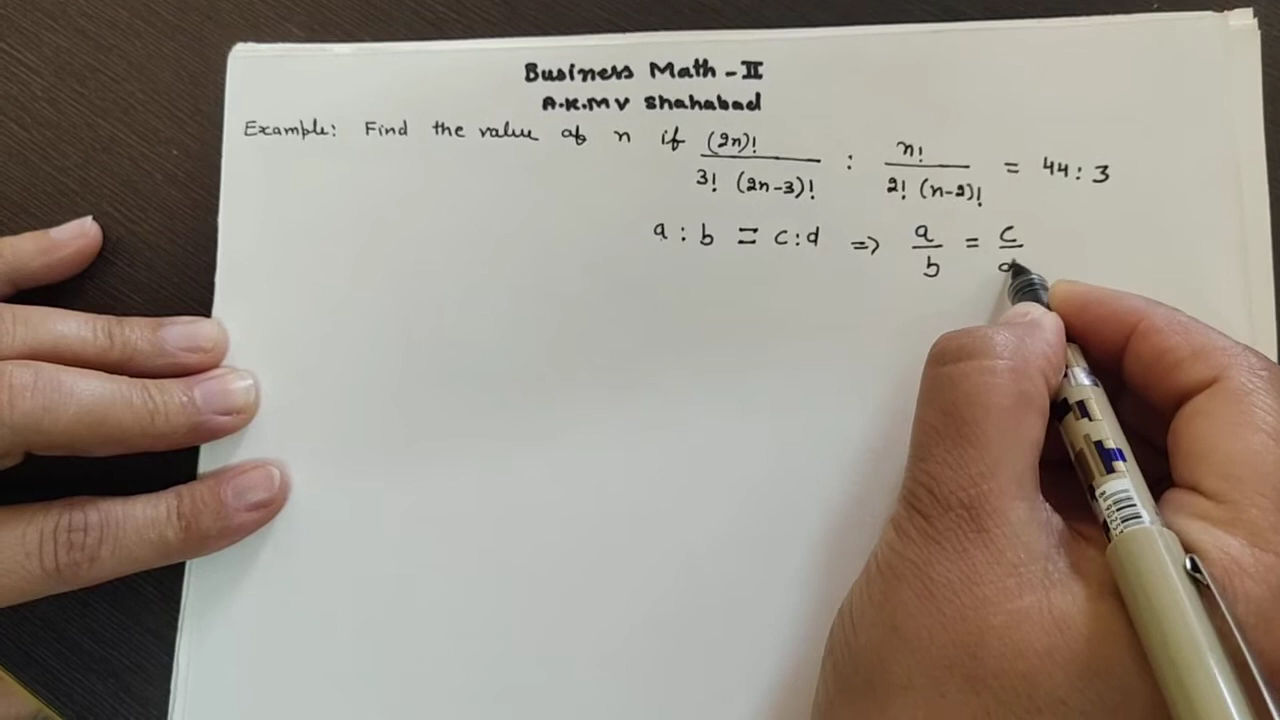 Business Math - II
A.K.M V Shahabad
Example: Find the value of n if (2n)! / 3! (2n-3)! : n! / 2! (n-2)! = 44 : 3
a : b = c : d => a / b = c / d